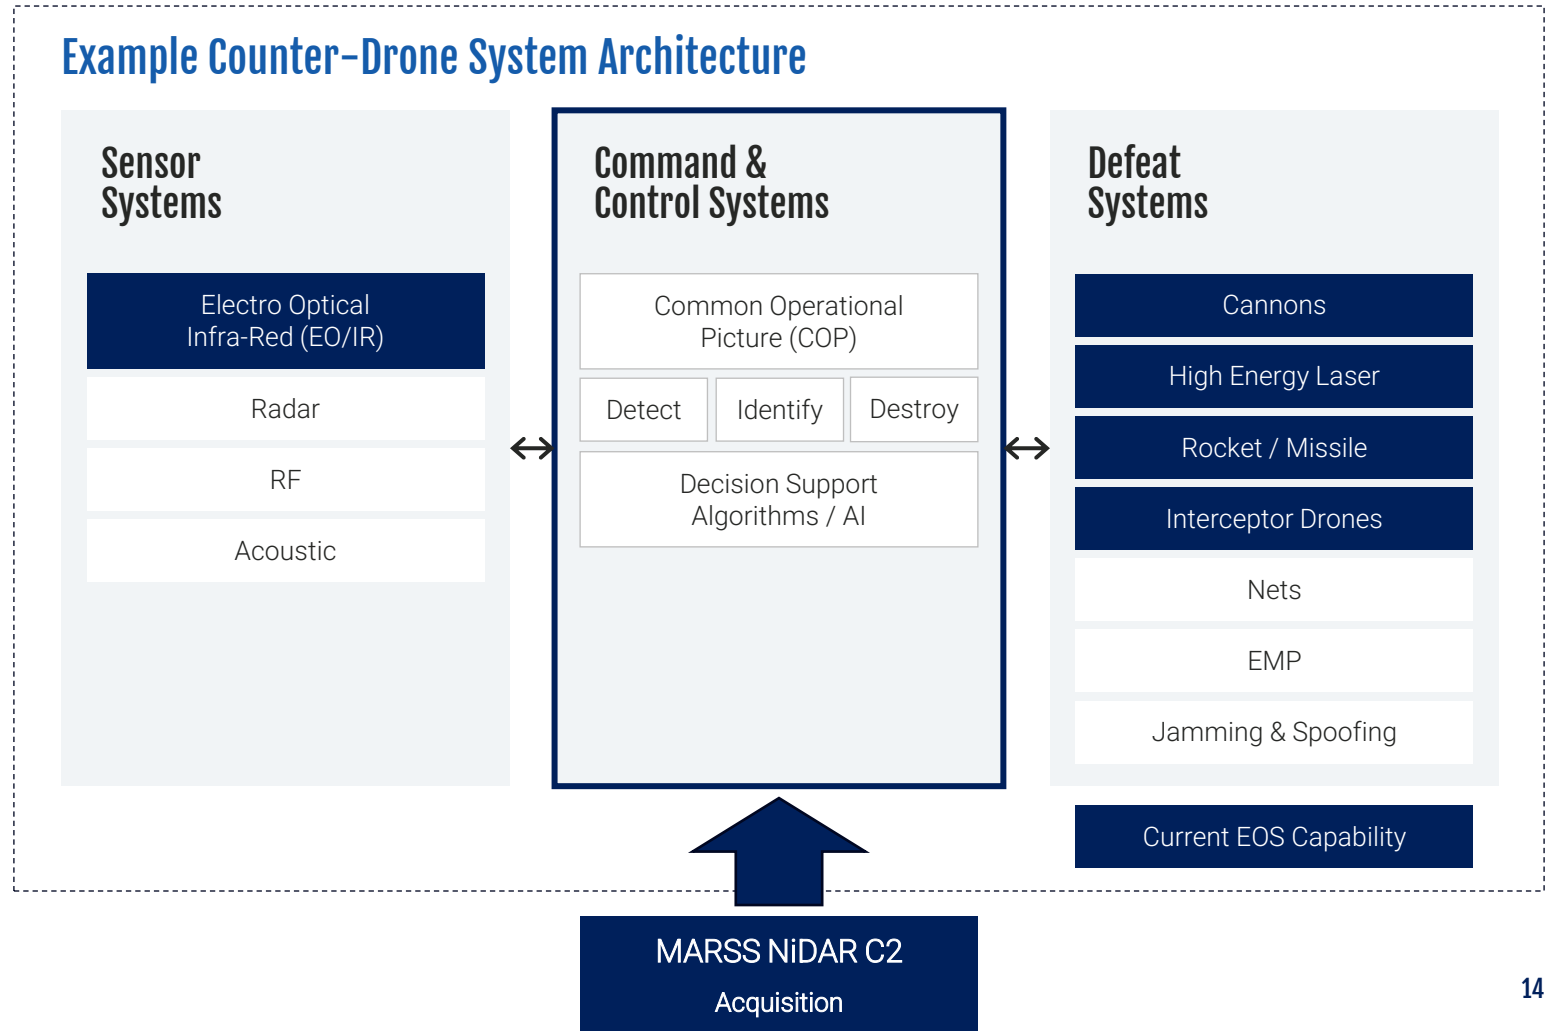 Example Counter-Drone System Architecture
Sensor
Systems
Electro Optical
Infra-Red (EO/IR)
Radar
RF
Acoustic
Command &
Control Systems
Common Operational
Picture (COP)
Detect
Identify
Destroy
Decision Support
Algorithms / AI
Defeat
Systems
Cannons
High Energy Laser
Rocket / Missile
Interceptor Drones
Nets
EMP
Jamming & Spoofing
Current EOS Capability
MARSS NiDAR C2
Acquisition
14